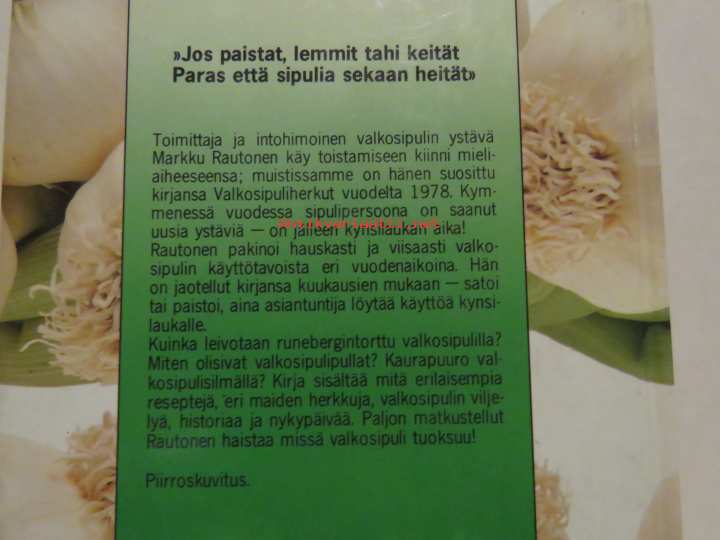 »Jos paistat, lemmit tahi keität
Paras että sipulia sekaan heität»
Toimittaja ja intohimoinen valkosipulin ystävä
Markku Rautonen käy toistamiseen kiinni mieli-
aiheeseensa; muistissamme on hänen suosittu
kirjansa Valkosipuliherkut vuodelta 1978. Kym-
menessä vuodessa sipulipersoona on saanut
uusia ystäviä — on jälleen kynsilaukan aika!
Rautonen pakinoi hauskasti ja viisaasti valko-
sipulin käyttötavoista eri vuodenaikoina. Hän
on jaotellut kirjansa kuukausien mukaan — satoi
tai paistoi, aina asiantuntija löytää käyttöä kynsi-
laukalle.
Kuinka leivotaan runebergintorttu valkosipulilla?
Miten olisivat valkosipulipullat? Kaurapuuro val-
kosipulisilmällä? Kirja sisältää mitä erilaisempia
reseptejä, eri maiden herkkuja, valkosipulin vilje-
lyä, historiaa ja nykypäivää. Paljon matkustellut
Rautonen haistaa missä valkosipuli tuoksuu!
Piirroskuvitus.